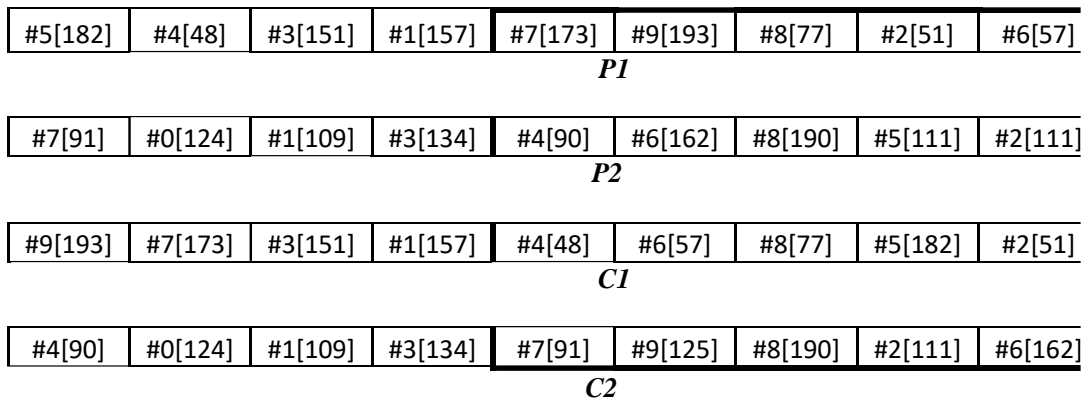 #5[182] #4[48] #3[151] #1[157] #7[173] #9[193] #8[77] #2[51] #6[57]
P1
#7[91] #0[124] #1[109] #3[134] #4[90] #6[162] #8[190] #5[111] #2[111]
P2
#9[193] #7[173] #3[151] #1[157] #4[48] #6[57] #8[77] #5[182] #2[51]
C1
#4[90] #0[124] #1[109] #3[134] #7[91] #9[125] #8[190] #2[111] #6[162]
C2